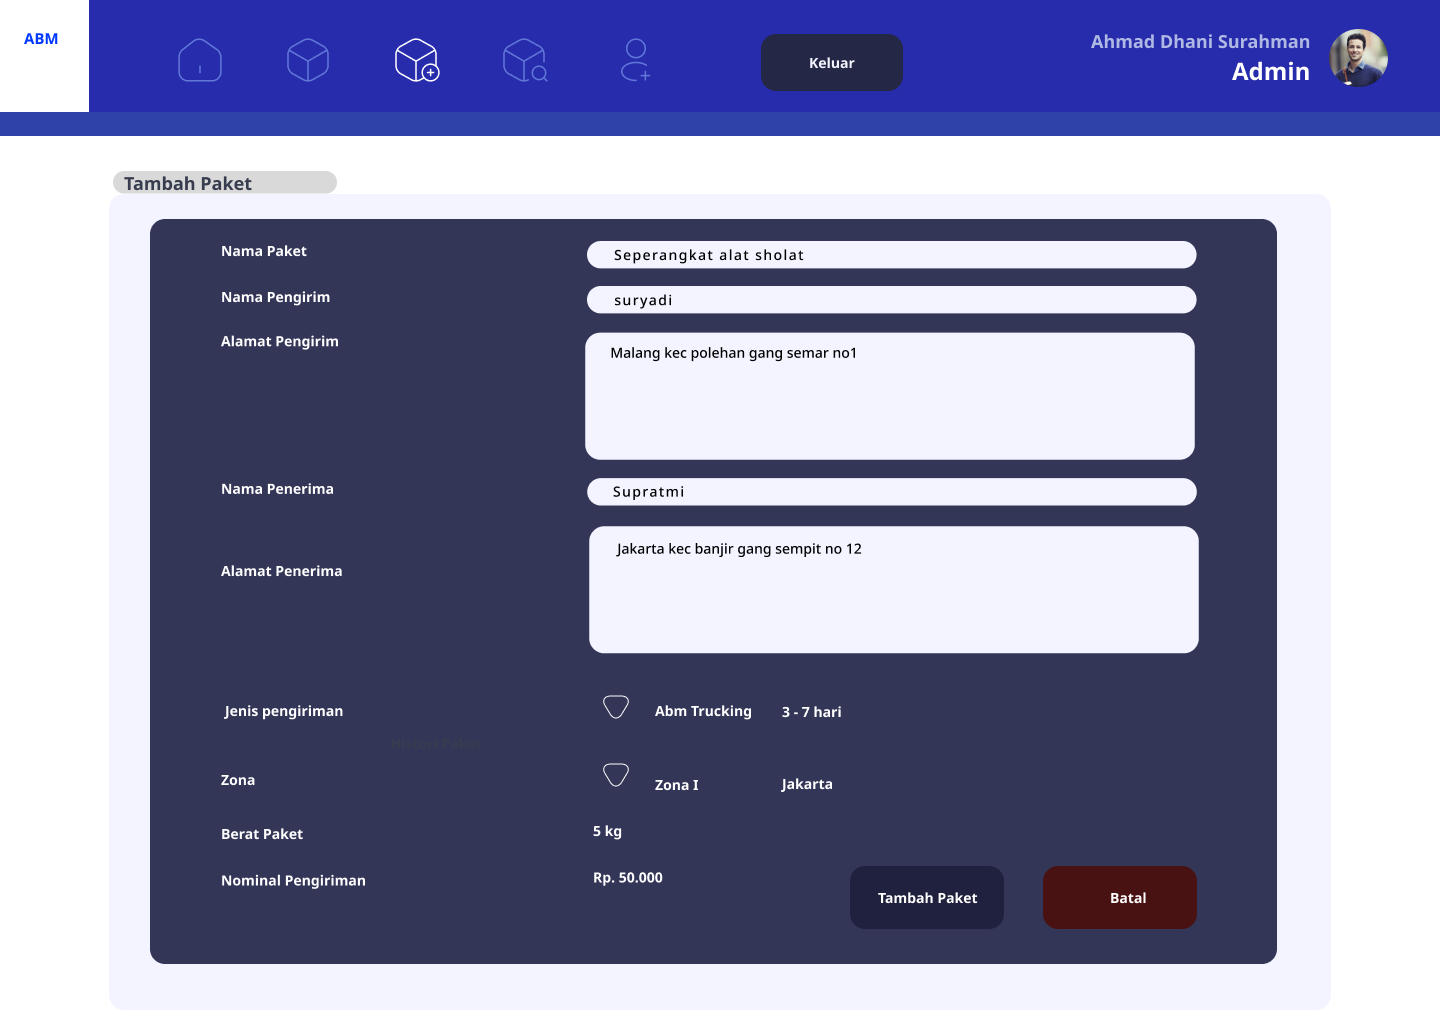 ABM
Keluar
Ahmad Dhani Surahman
Admin
Tambah Paket
Nama Paket
Seperangkat alat sholat
Nama Pengirim
suryadi
Alamat Pengirim
Malang kec polehan gang semar no1
Nama Penerima
Supratmi
Alamat Penerima
Jakarta kec banjir gang sempit no 12
Jenis pengiriman
Abm Trucking
3 - 7 hari
Histori Paket
Zona
Zona I
Jakarta
Berat Paket
5 kg
Nominal Pengiriman
Rp. 50.000
Tambah Paket
Batal